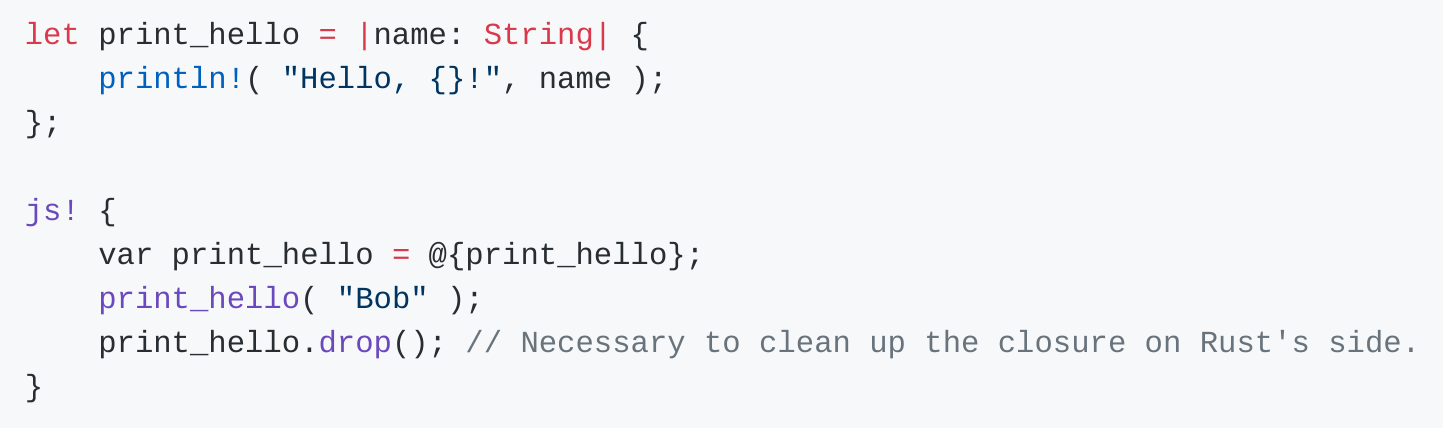 let print_hello = |name: String| {
    println!( "Hello, {}!", name );
};

js! {
    var print_hello = @{print_hello};
    print_hello( "Bob" );
    print_hello.drop(); // Necessary to clean up the closure on Rust's side.
}